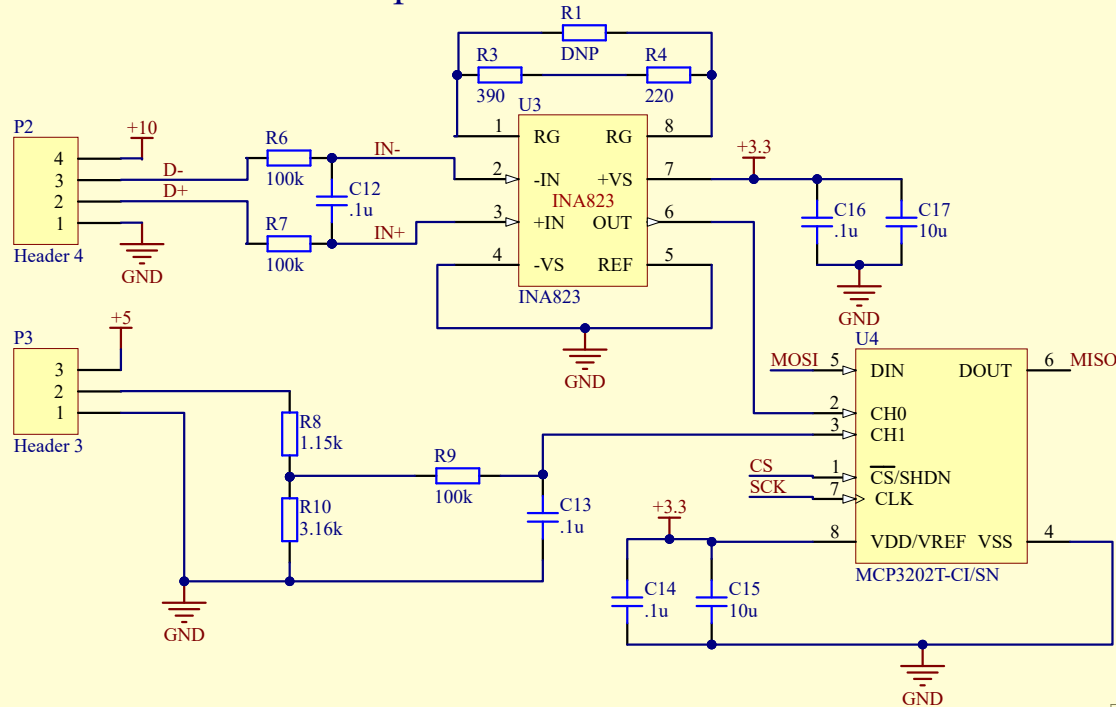 R1
DNP
R3
390
R4
220
U3
1
RG
RG
8
2
-IN
+VS
7
INA823
3
+IN
OUT
6
4
-VS
REF
5
INA823
GND
P2
+10
4
3
2
1
Header 4
GND
D-
D+
R6
100k
R7
100k
C12
.1u
IN-
IN+
+3.3
C16
.1u
C17
10u
GND
P3
+5
3
2
1
Header 3
GND
R8
1.15k
R10
3.16k
R9
100k
C13
.1u
U4
MOSI
5
DIN
DOUT
6
MISO
2
CH0
3
CH1
CS
1
CS/SHDN
SCK
7
CLK
8
VDD/VREF
VSS
4
MCP3202T-CI/SN
+3.3
C14
.1u
C15
10u
GND